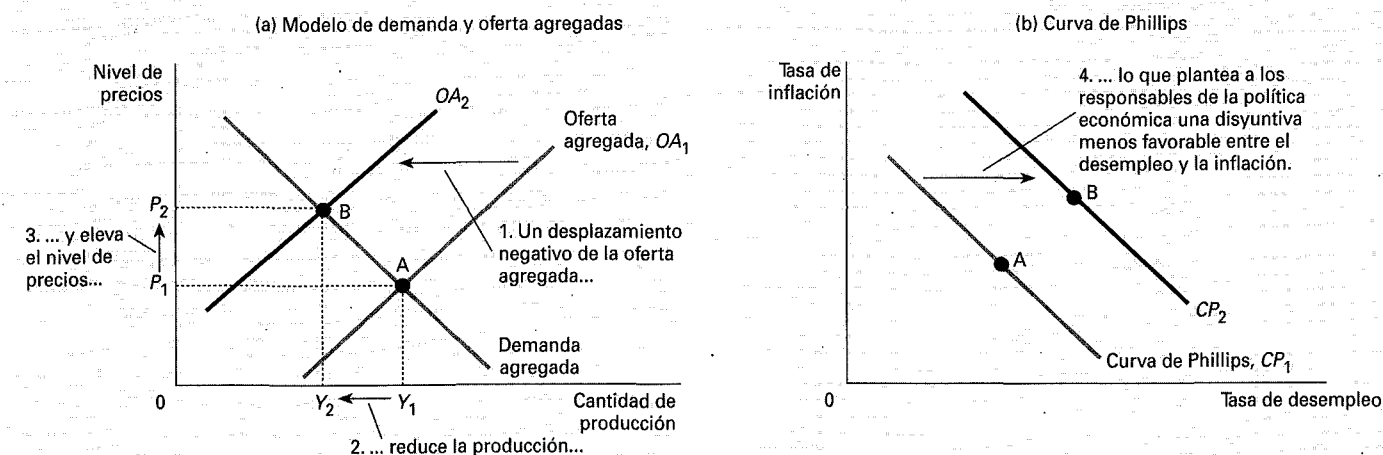 (a) Modelo de demanda y oferta agregadas
Nivel de
precios
OA2
Oferta
agregada, OA1
P2
B
3. ... y eleva
el nivel de
precios...
1. Un desplazamiento
negativo de la oferta
agregada...
A
P1
Demanda
agregada
0
Y2
Y1
Cantidad de
producción
2. ... reduce la producción...
(b) Curva de Phillips
Tasa de
inflación
4. ... lo que plantea a los
responsables de la política
económica una disyuntiva
menos favorable entre el
desempleo y la inflación.
B
A
CP2
Curva de Phillips, CP1
0
Tasa de desempleo